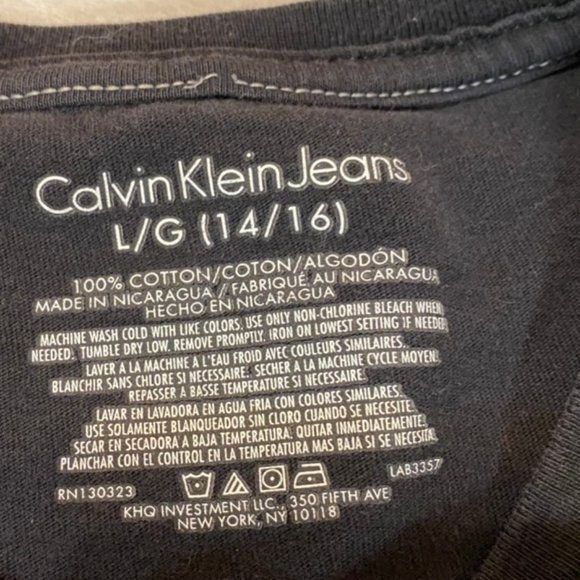 Calvin Klein Jeans
L/G (14/16)
100% COTTON/COTON/ALGODÓN
MADE IN NICARAGUA // FABRIQUÉ AU NICARAGUA
HECHO EN NICARAGUA
MACHINE WASH COLD WITH LIKE COLORS. USE ONLY NON-CHLORINE BLEACH WHEN
NEEDED. TUMBLE DRY LOW. REMOVE PROMPTLY. IRON ON LOWEST SETTING IF NEEDED
LAVER A LA MACHINE A L'EAU FROID AVEC COULEURS SIMILAIRES.
BLANCHIR SANS CHLORE SI NECESSAIRE. SECHER A LA MACHINE CYCLE MOYEN.
REPASSER A BASSE TEMPERATURE SI NECESSAIRE.
LAVAR EN LAVADORA EN AGUA FRIA CON COLORES SIMILARES.
USE SOLAMENTE BLANQUEADOR SIN CLORO CUANDO SE NECESITE.
SECAR EN SECADORA A BAJA TEMPERATURA. QUITAR INMEDIATAMENTE.
PLANCHAR CON EL CONTROL EN LA TEMPERATURA MAS BAJA SI SE NECESITA.
RN130323 LAB3357
KHQ INVESTMENT LLC., 350 FIFTH AVE
NEW YORK, NY 10118